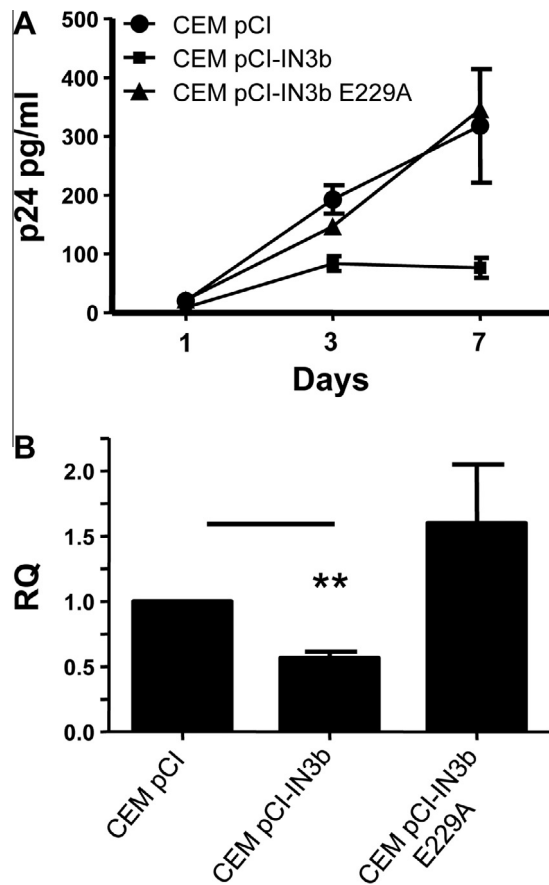 A
CEM pCI
CEM pCI-IN3b
CEM pCI-IN3b E229A
p24 pg/ml
500
400
300
200
100
0
1 3 7
Days
B
RQ
2.0
1.5
1.0
0.5
0.0
**
CEM pCI
CEM pCI-IN3b
CEM pCI-IN3b
E229A